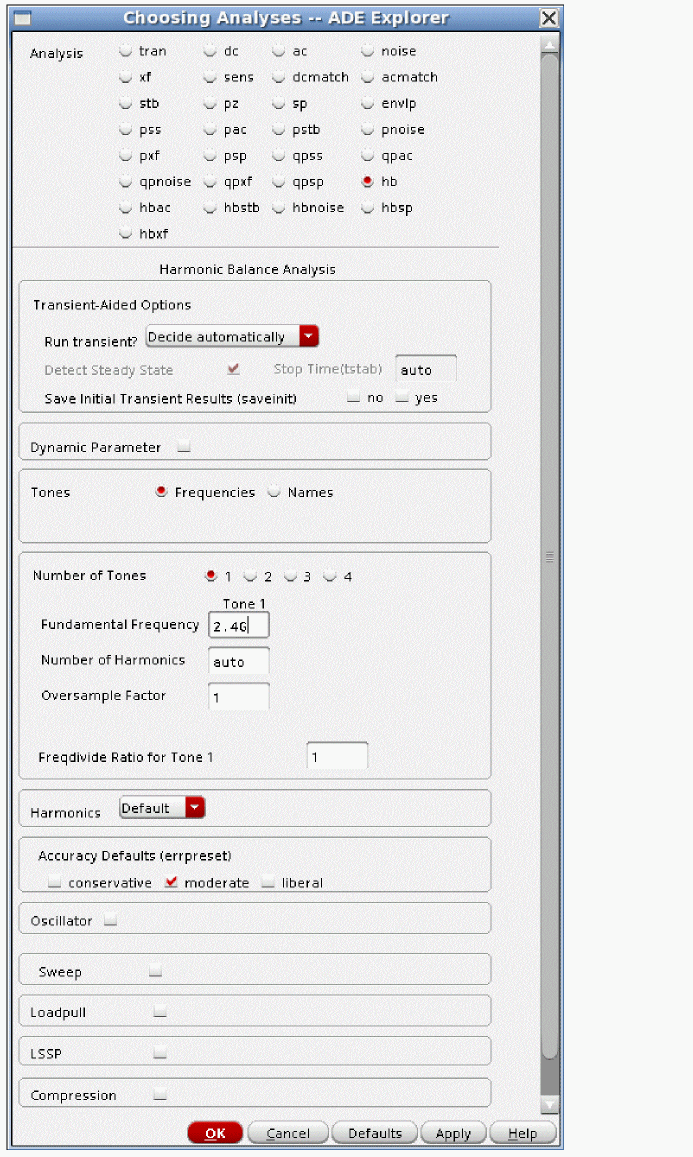 Choosing Analyses -- ADE Explorer
Analysis tran dc ac noise
xf sens dcmatch acmatch
stb pz sp envlp
pss pac pstb pnoise
pxf psp qpss qpac
qpnoise qpxf qpsp hb
hbac hbstb hbnoise hbsp
hbxf
Harmonic Balance Analysis
Transient-Aided Options
Run transient? Decide automatically
Detect Steady State Stop Time(tstab) auto
Save Initial Transient Results (saveinit) no yes
Dynamic Parameter
Tones Frequencies Names
Number of Tones 1 2 3 4
Tone 1
Fundamental Frequency 2.4G
Number of Harmonics auto
Oversample Factor 1
Freqdivide Ratio for Tone 1 1
Harmonics Default
Accuracy Defaults (errpreset)
conservative moderate liberal
Oscillator
Sweep
Loadpull
LSSP
Compression
OK Cancel Defaults Apply Help